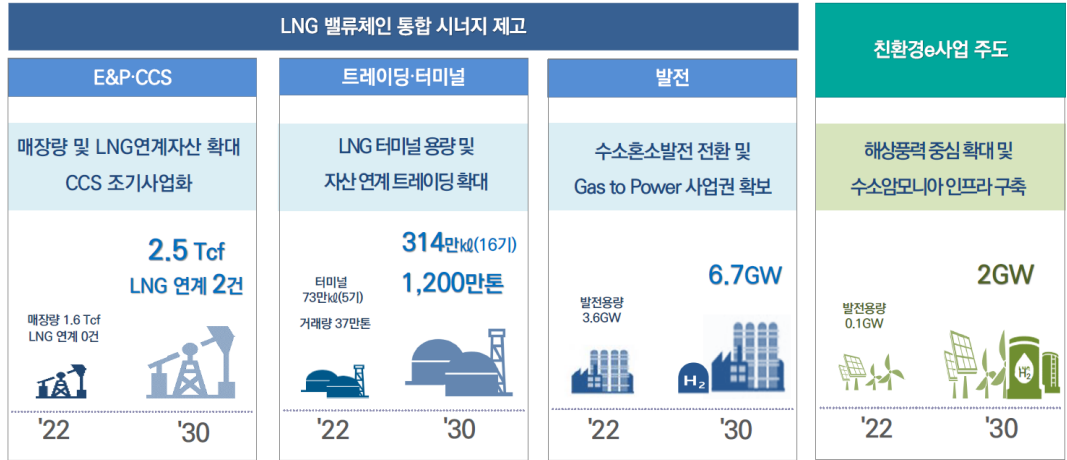 LNG 밸류체인 통합 시너지 제고
E&P·CCS
매장량 및 LNG연계자산 확대
CCS 조기사업화
2.5 Tcf
LNG 연계 2건
매장량 1.6 Tcf
LNG 연계 0건
'22
'30
트레이딩·터미널
LNG 터미널 용량 및
자산 연계 트레이딩 확대
314만㎘(16기)
1,200만톤
터미널
73만㎘(5기)
거래량 37만톤
'22
'30
발전
수소혼소발전 전환 및
Gas to Power 사업권 확보
6.7GW
발전용량
3.6GW
H2
'22
'30
친환경e사업 주도
해상풍력 중심 확대 및
수소암모니아 인프라 구축
2GW
발전용량
0.1GW
'22
'30